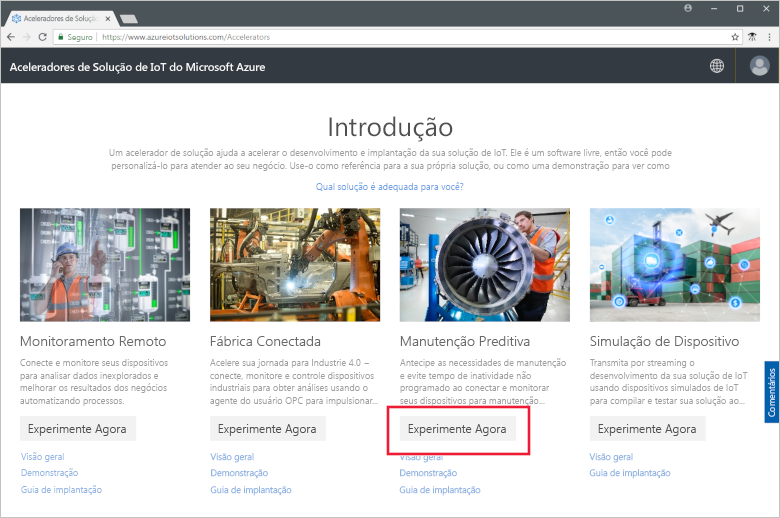 Aceleradores de Solução
Seguro
https://www.azureiotsolutions.com/Accelerators
Aceleradores de Solução de IoT do Microsoft Azure
Introdução
Um acelerador de solução ajuda a acelerar o desenvolvimento e implantação da sua solução de IoT. Ele é um software livre, então você pode
personalizá-lo para atender ao seu negócio. Use-o como referência para a sua própria solução, ou como uma demonstração para ver como
Qual solução é adequada para você?
Monitoramento Remoto
Conecte e monitore seus dispositivos
para analisar dados inexplorados e
melhorar os resultados dos negócios
automatizando processos.
Experimente Agora
Visão geral
Demonstração
Guia de implantação
Fábrica Conectada
Acelere sua jornada para Industrie 4.0 –
conecte, monitore e controle dispositivos
industriais para obter análises usando o
agente do usuário OPC para impulsionar...
Experimente Agora
Visão geral
Demonstração
Guia de implantação
Manutenção Preditiva
Antecipe as necessidades de manutenção
e evite tempo de inatividade não
programado ao conectar e monitorar
seus dispositivos para manutenção...
Experimente Agora
Visão geral
Demonstração
Guia de implantação
Simulação de Dispositivo
Transmita por streaming o
desenvolvimento da sua solução de IoT
usando dispositivos simulados de IoT
para compilar e testar sua solução ao...
Experimente Agora
Visão geral
Guia de implantação
Comentários